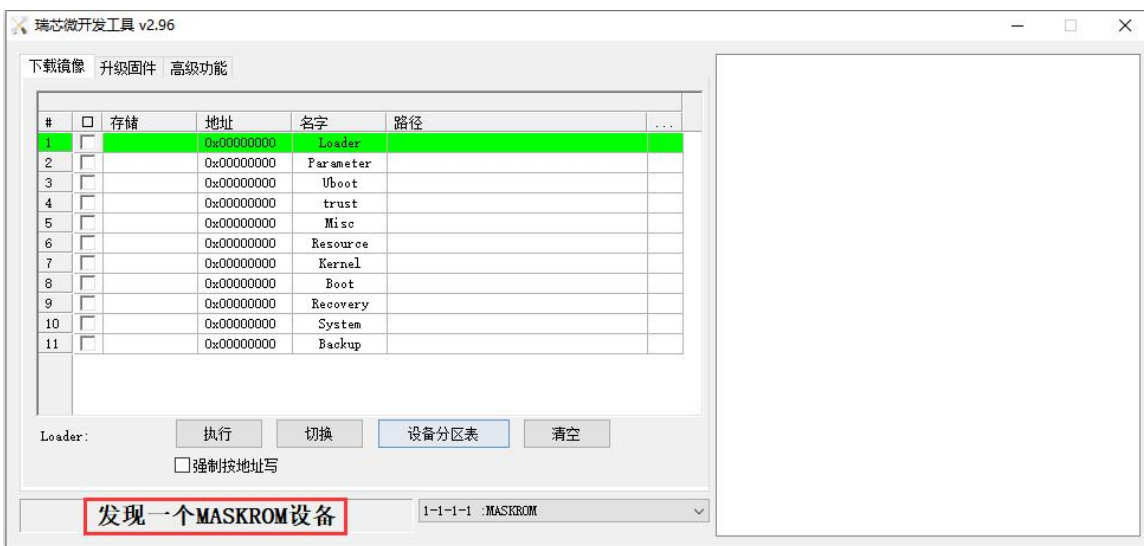 瑞芯微开发工具 v2.96
下载镜像 升级固件 高级功能
# 口 存储 地址 名字 路径 ...
1 0x00000000 Loader
2 0x00000000 Parameter
3 0x00000000 Uboot
4 0x00000000 trust
5 0x00000000 Misc
6 0x00000000 Resource
7 0x00000000 Kernel
8 0x00000000 Boot
9 0x00000000 Recovery
10 0x00000000 System
11 0x00000000 Backup
Loader: 执行 切换 设备分区表 清空
强制按地址写
发现一个MASKROM设备 1-1-1-1 :MASKROM